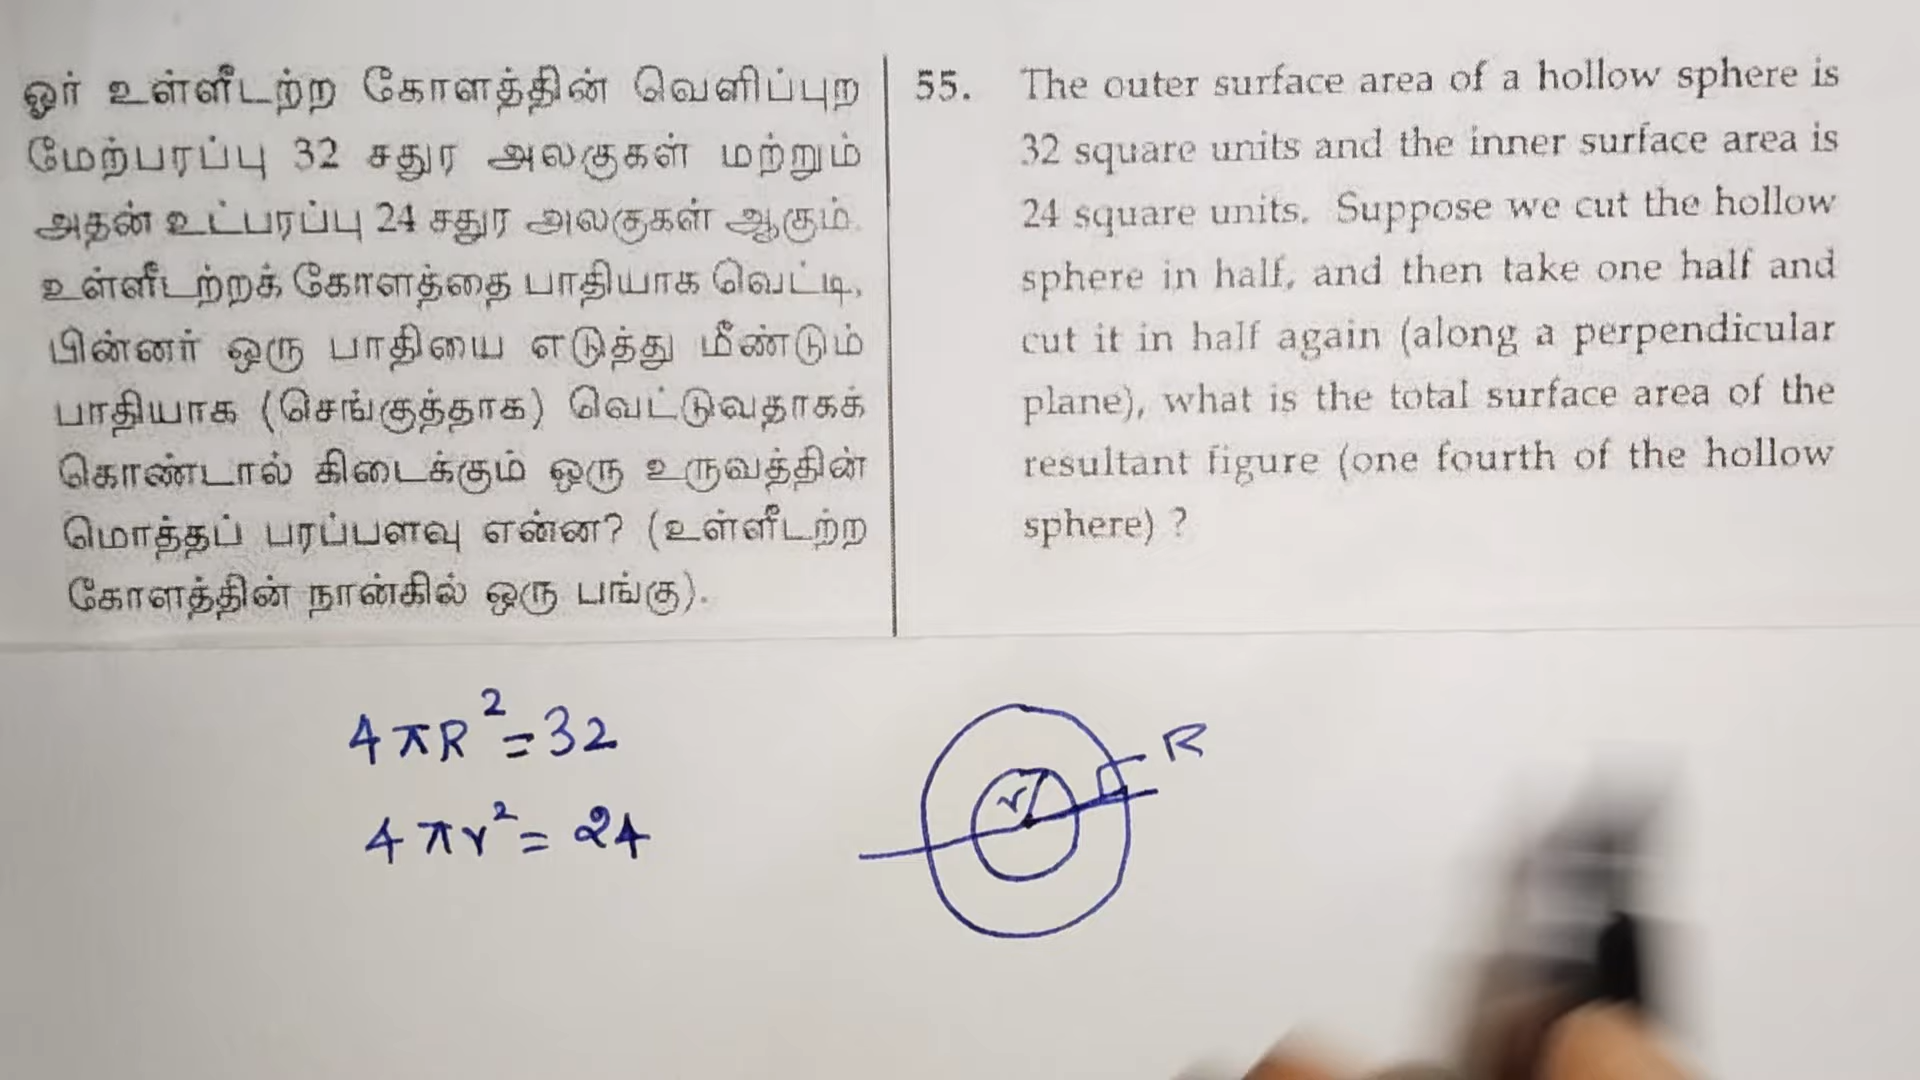 ஓர் உள்ளீடற்ற கோளத்தின் வெளிப்புற
மேற்பரப்பு 32 சதுர அலகுகள் மற்றும்
அதன் உட்பரப்பு 24 சதுர அலகுகள் ஆகும்.
உள்ளீடற்றக் கோளத்தை பாதியாக வெட்டி,
பின்னர் ஒரு பாதியை எடுத்து மீண்டும்
பாதியாக (செங்குத்தாக) வெட்டுவதாகக்
கொண்டால் கிடைக்கும் ஒரு உருவத்தின்
மொத்தப் பரப்பளவு என்ன? (உள்ளீடற்ற
கோளத்தின் நான்கில் ஒரு பங்கு).
55. The outer surface area of a hollow sphere is
32 square units and the inner surface area is
24 square units. Suppose we cut the hollow
sphere in half, and then take one half and
cut it in half again (along a perpendicular
plane), what is the total surface area of the
resultant figure (one fourth of the hollow
sphere) ?
4πR² = 32
4πr² = 24
R
r